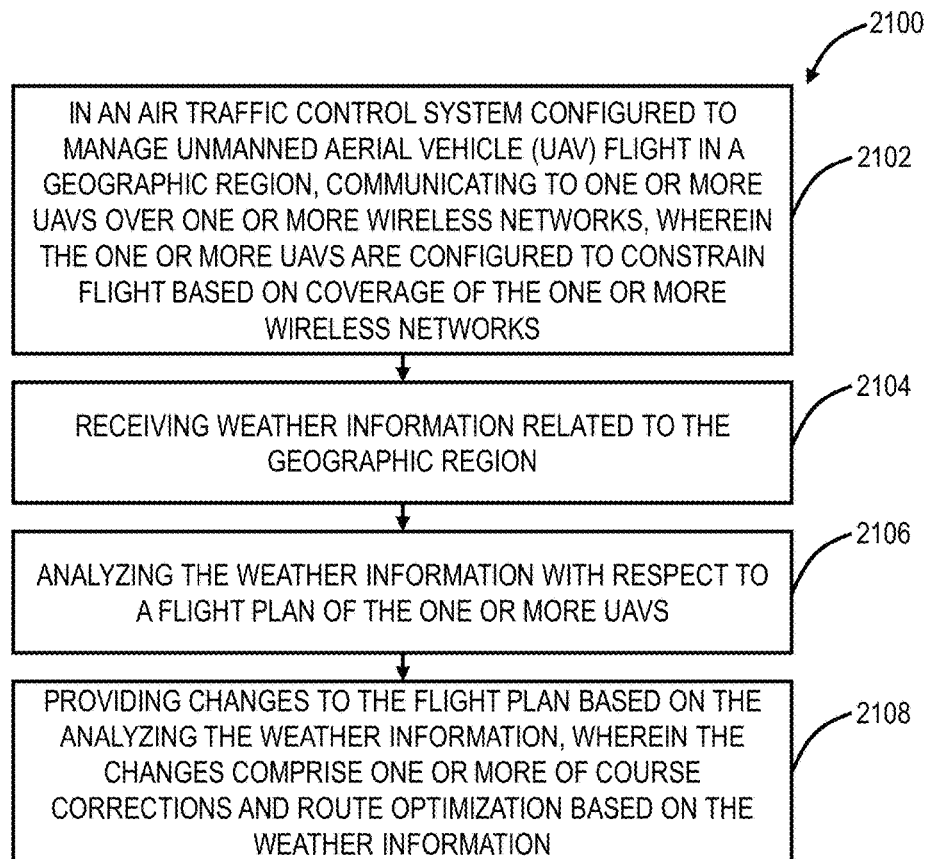 2100
IN AN AIR TRAFFIC CONTROL SYSTEM CONFIGURED TO
MANAGE UNMANNED AERIAL VEHICLE (UAV) FLIGHT IN A
GEOGRAPHIC REGION, COMMUNICATING TO ONE OR MORE
UAVS OVER ONE OR MORE WIRELESS NETWORKS, WHEREIN
THE ONE OR MORE UAVS ARE CONFIGURED TO CONSTRAIN
FLIGHT BASED ON COVERAGE OF THE ONE OR MORE
WIRELESS NETWORKS
2102
RECEIVING WEATHER INFORMATION RELATED TO THE
GEOGRAPHIC REGION
2104
ANALYZING THE WEATHER INFORMATION WITH RESPECT TO
A FLIGHT PLAN OF THE ONE OR MORE UAVS
2106
PROVIDING CHANGES TO THE FLIGHT PLAN BASED ON THE
ANALYZING THE WEATHER INFORMATION, WHEREIN THE
CHANGES COMPRISE ONE OR MORE OF COURSE
CORRECTIONS AND ROUTE OPTIMIZATION BASED ON THE
WEATHER INFORMATION
2108